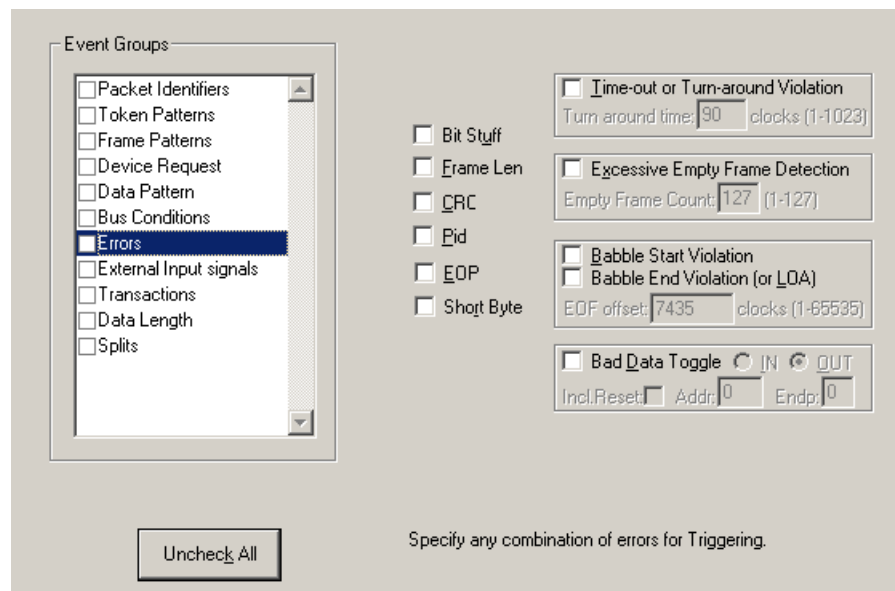 Event Groups
Packet Identifiers
Token Patterns
Frame Patterns
Device Request
Data Pattern
Bus Conditions
Errors
External Input signals
Transactions
Data Length
Splits
Uncheck All
Bit Stuff
Frame Len
CRC
Pid
EOP
Short Byte
Time-out or Turn-around Violation
Turn around time: 90 clocks (1-1023)
Excessive Empty Frame Detection
Empty Frame Count: 127 (1-127)
Babble Start Violation
Babble End Violation (or LOA)
EOF offset: 7435 clocks (1-65535)
Bad Data Toggle IN OUT
Incl.Reset: Addr: 0 Endp: 0
Specify any combination of errors for Triggering.